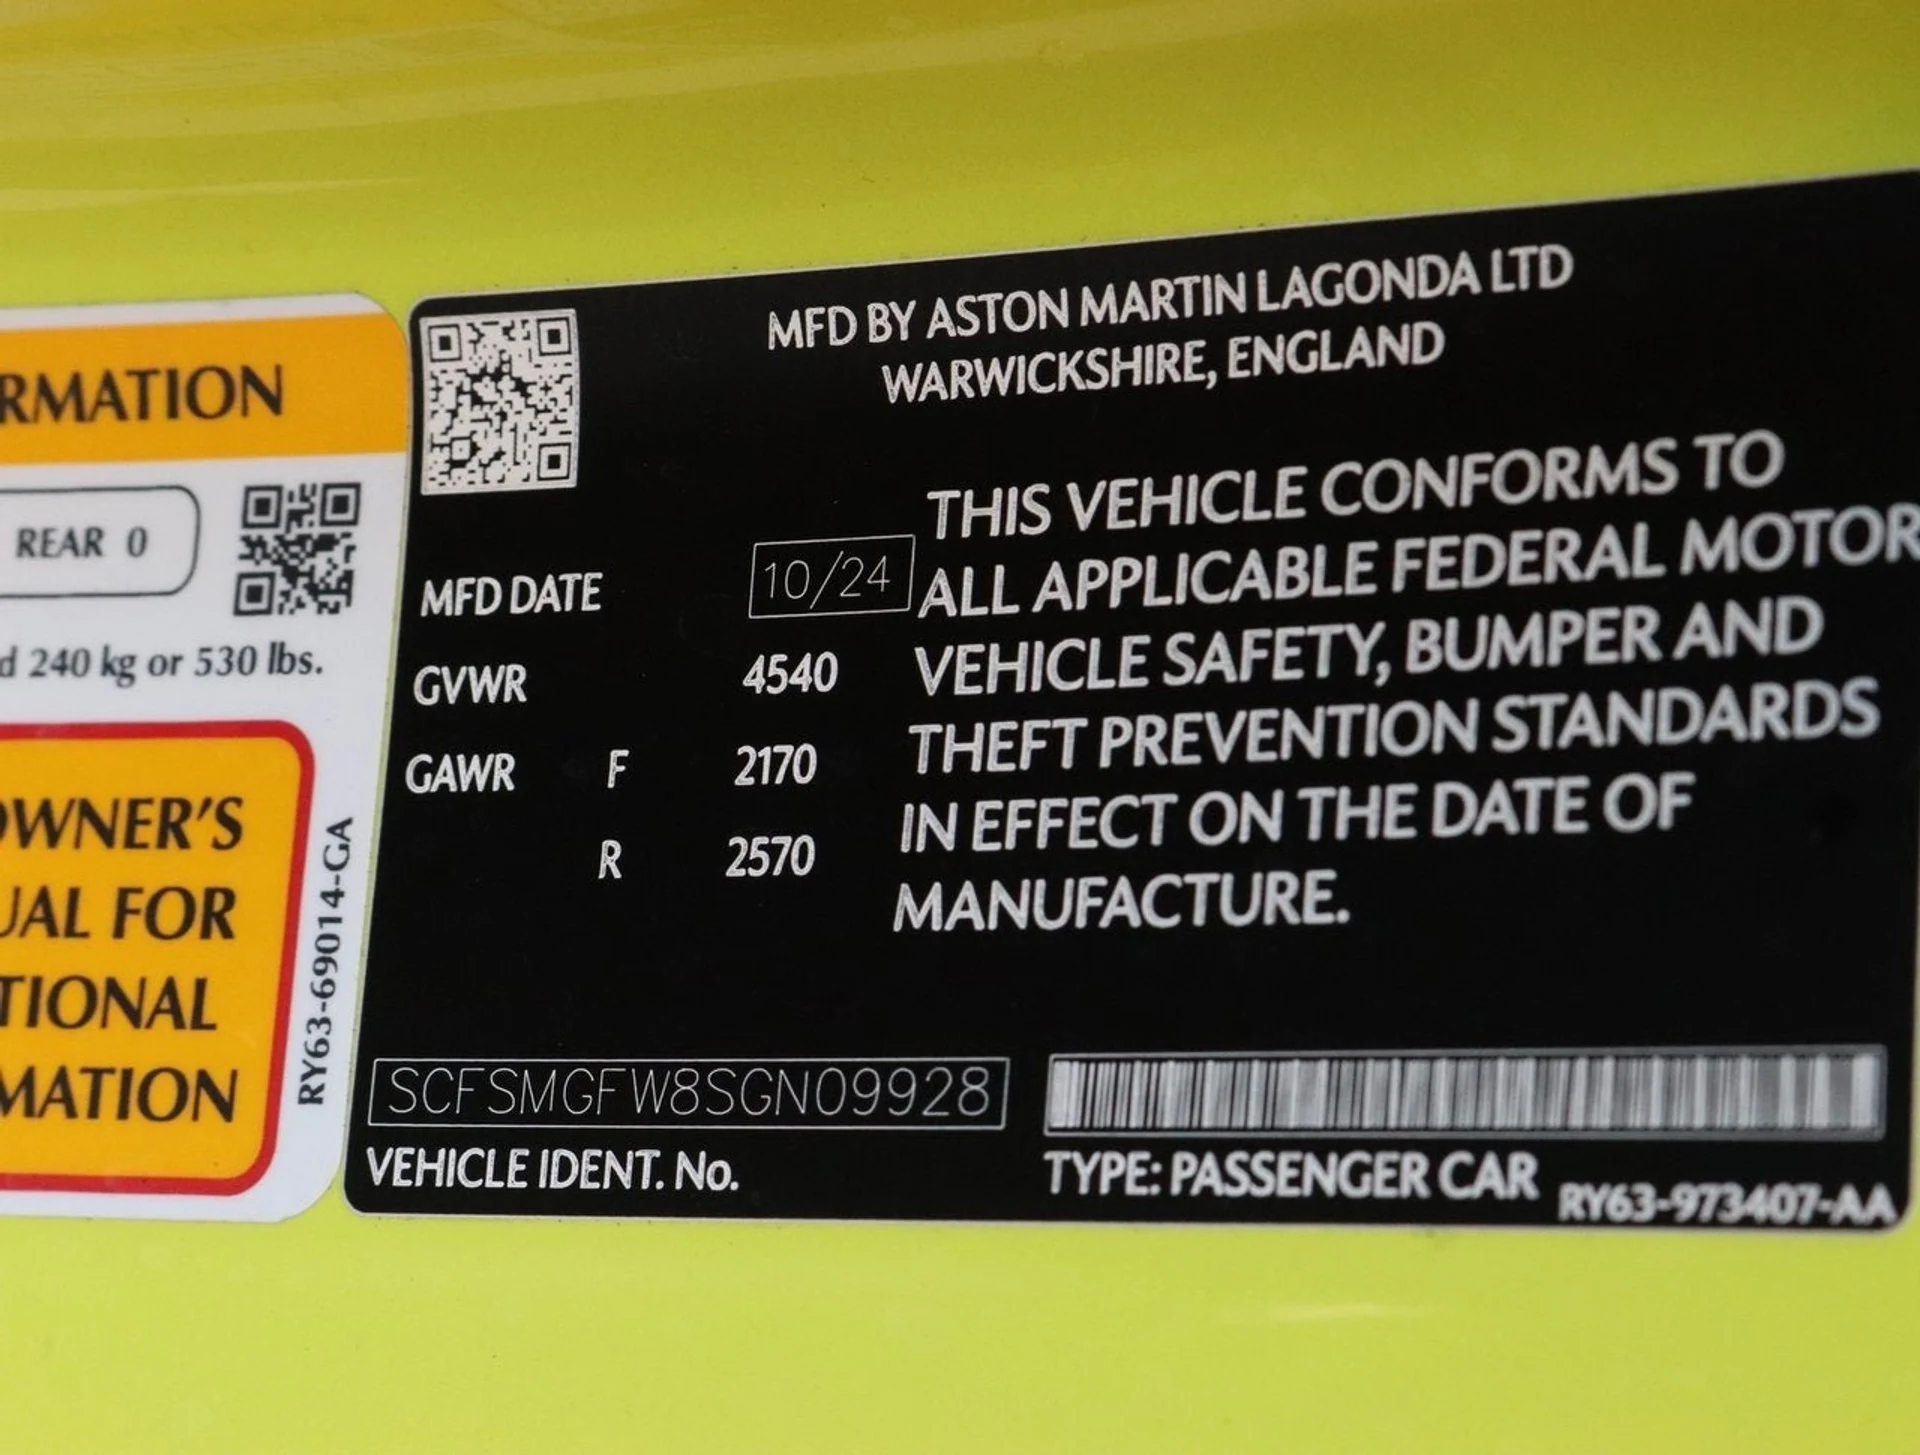 RMATION
REAR 0
d 240 kg or 530 lbs.
OWNER'S
UAL FOR
TIONAL
MATION
RY63-69014-GA
MFD BY ASTON MARTIN LAGONDA LTD
WARWICKSHIRE, ENGLAND
MFD DATE 10/24
GVWR 4540
GAWR F 2170
R 2570
THIS VEHICLE CONFORMS TO
ALL APPLICABLE FEDERAL MOTOR
VEHICLE SAFETY, BUMPER AND
THEFT PREVENTION STANDARDS
IN EFFECT ON THE DATE OF
MANUFACTURE.
SCFSMGFW8SGN09928
VEHICLE IDENT. No.
TYPE: PASSENGER CAR
RY63-973407-AA